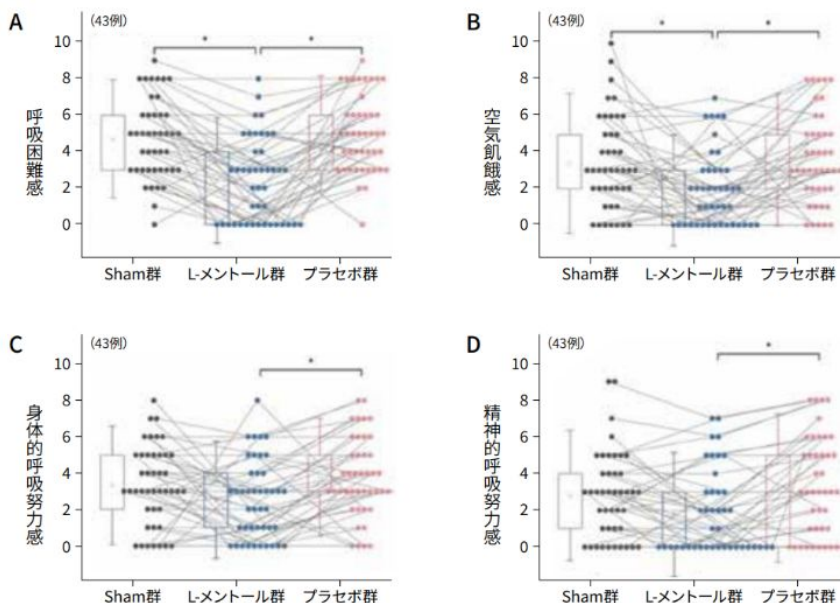 A
(43例)
*
*
呼吸困難感
10
8
6
4
2
0
Sham群
L-メントール群
プラセボ群
B
(43例)
*
*
空気飢餓感
10
8
6
4
2
0
Sham群
L-メントール群
プラセボ群
C
(43例)
*
身体的呼吸努力感
10
8
6
4
2
0
Sham群
L-メントール群
プラセボ群
D
(43例)
*
精神的呼吸努力感
10
8
6
4
2
0
Sham群
L-メントール群
プラセボ群